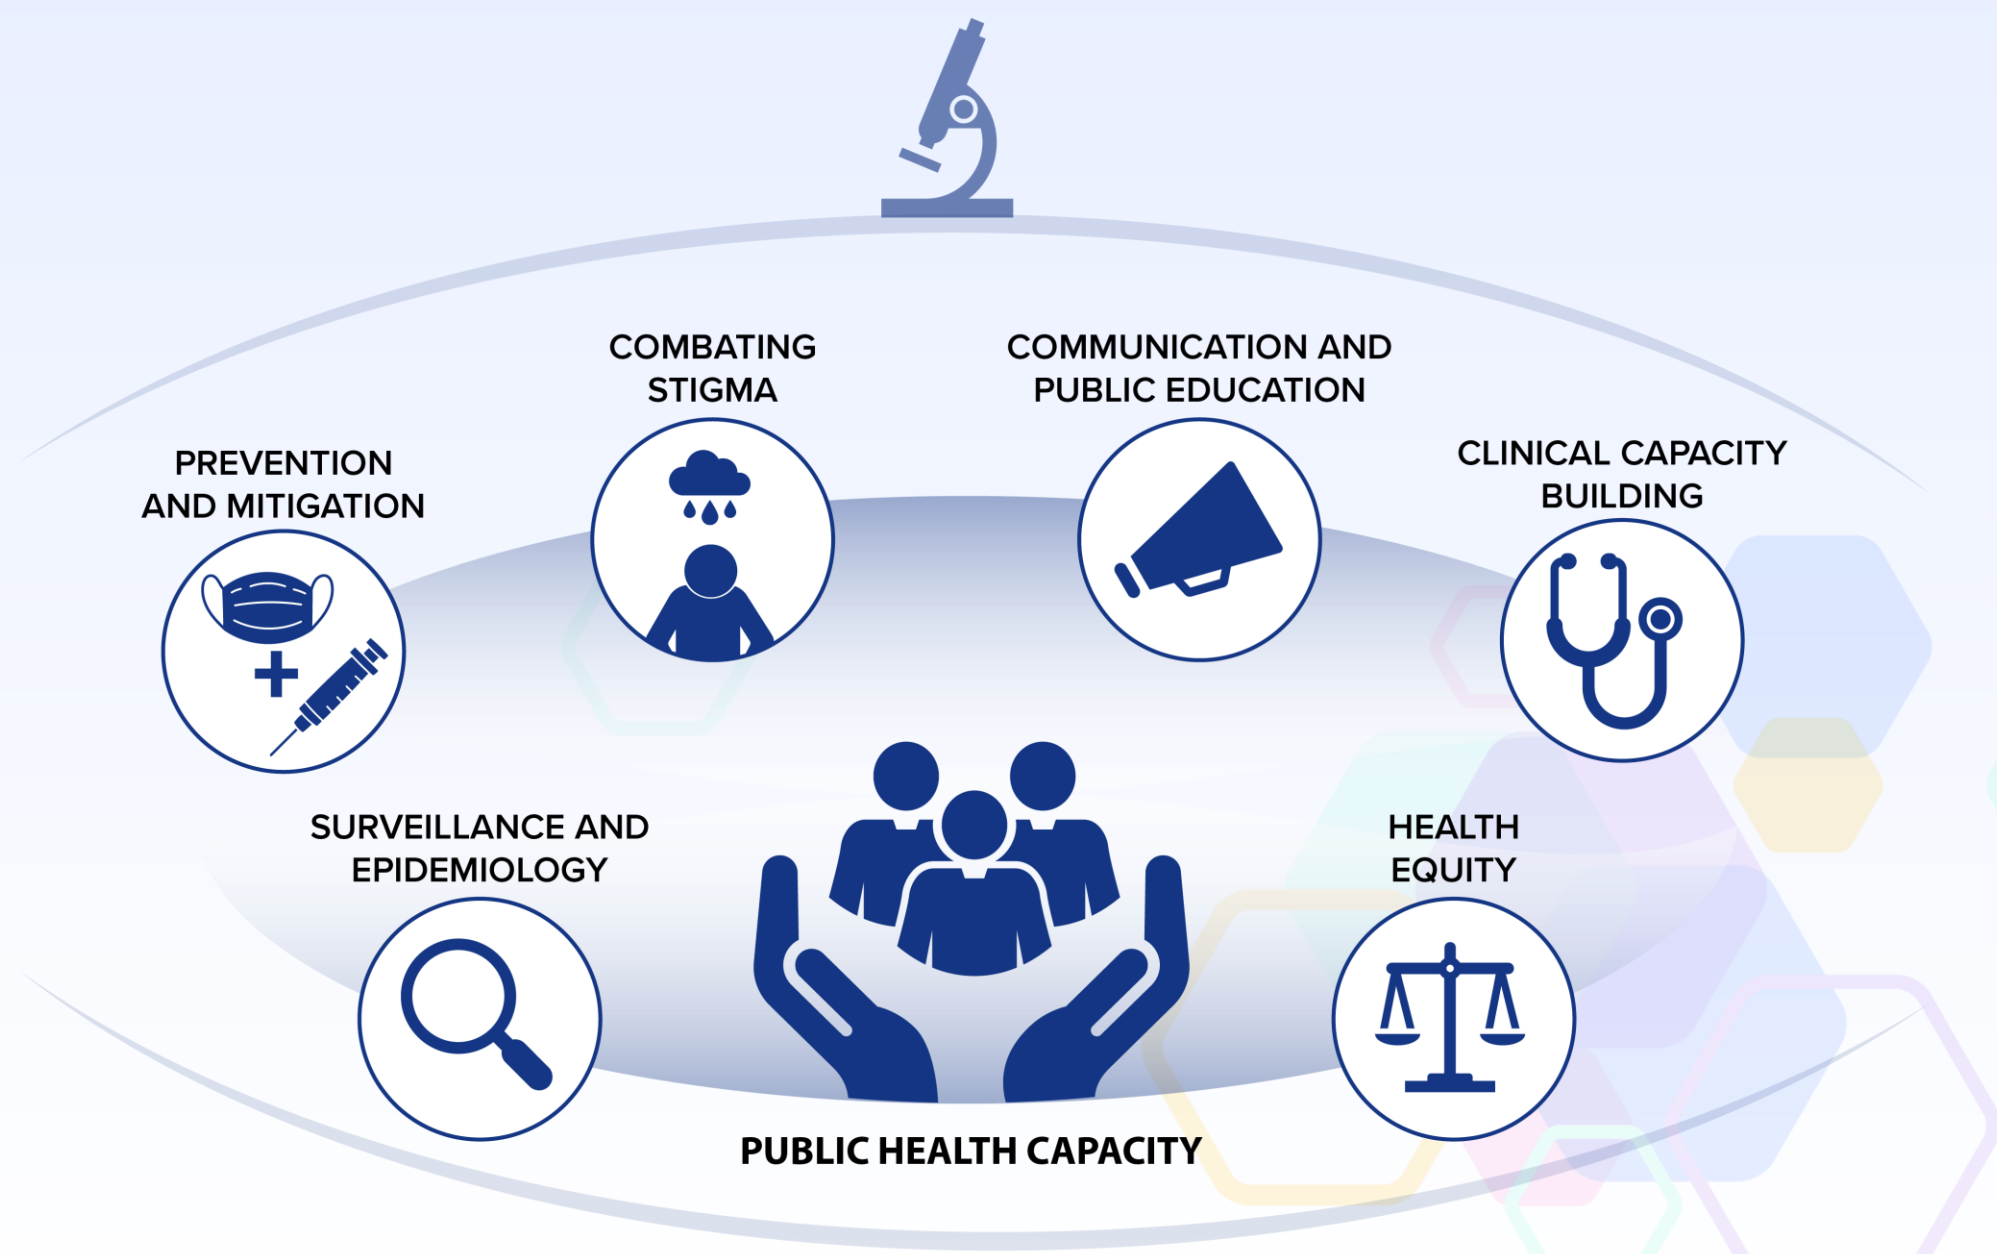 COMBATING
STIGMA
COMMUNICATION AND
PUBLIC EDUCATION
PREVENTION
AND MITIGATION
CLINICAL CAPACITY
BUILDING
SURVEILLANCE AND
EPIDEMIOLOGY
HEALTH
EQUITY
PUBLIC HEALTH CAPACITY